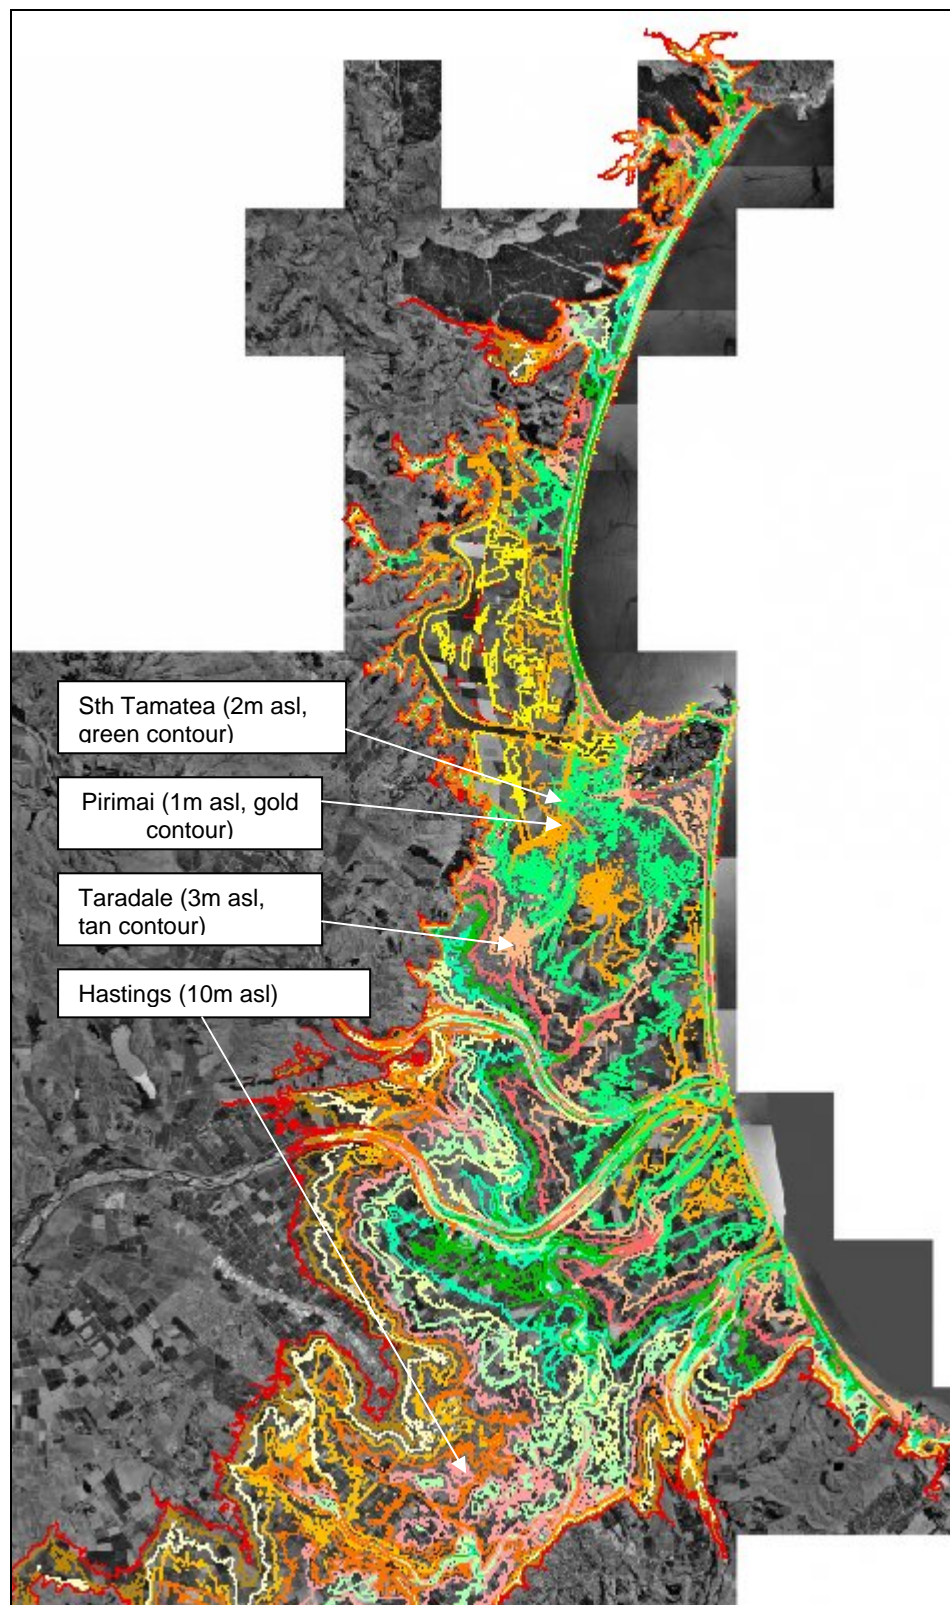 Sth Tamatea (2m asl,
green contour)
Pirimai (1m asl, gold
contour)
Taradale (3m asl,
tan contour)
Hastings (10m asl)